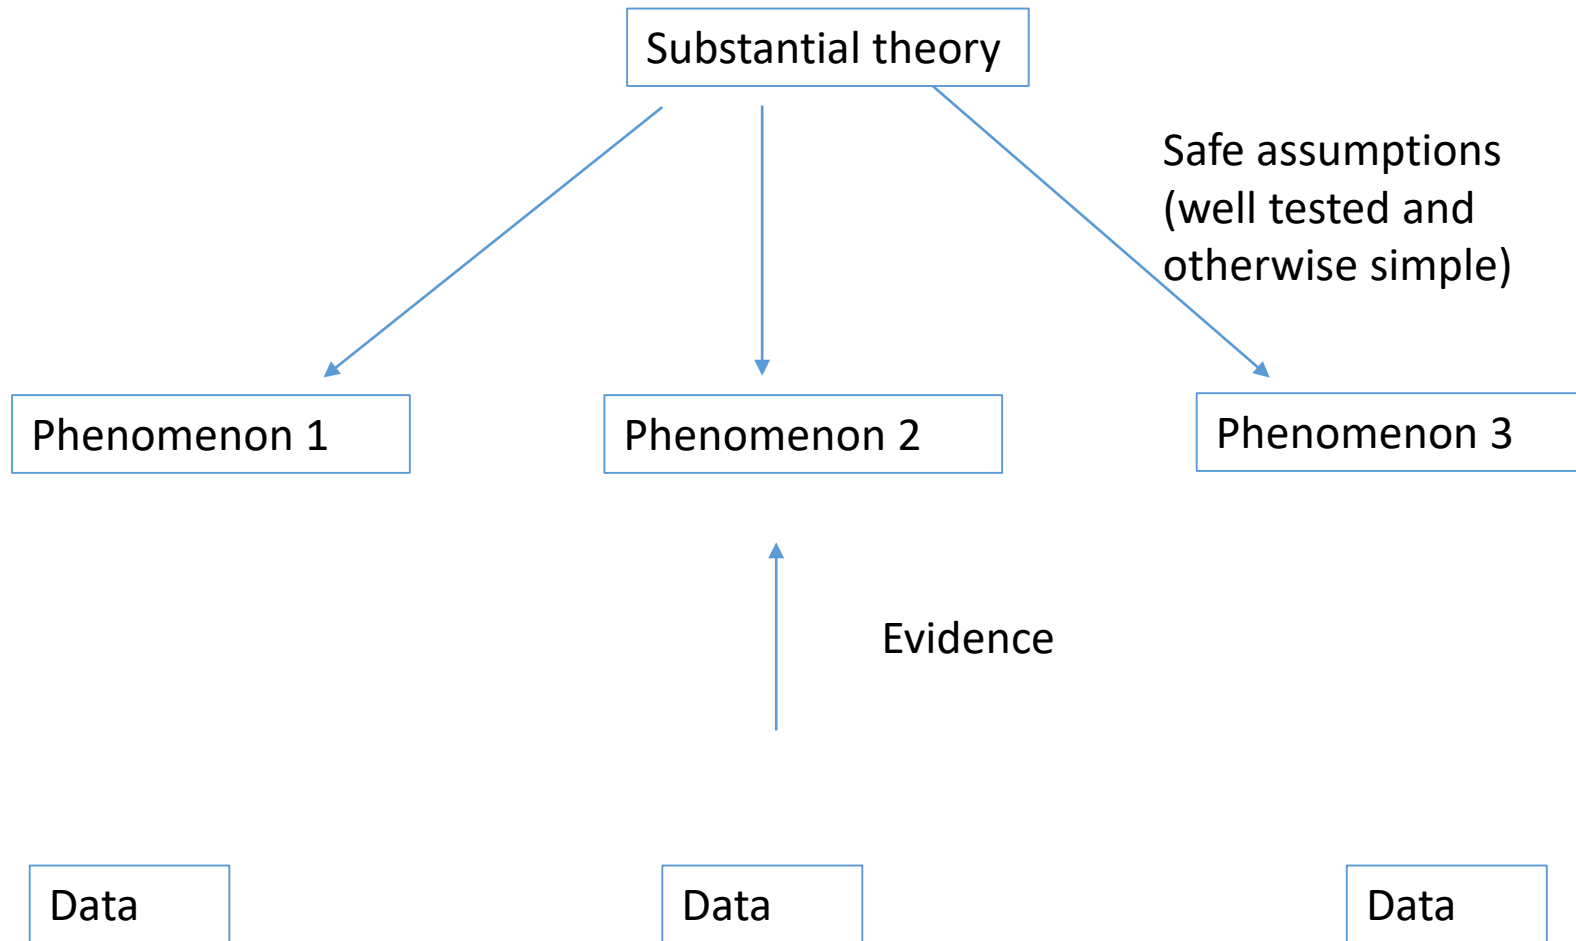 Substantial theory
Safe assumptions
(well tested and
otherwise simple)
Phenomenon 1
Phenomenon 2
Phenomenon 3
Evidence
Data
Data
Data